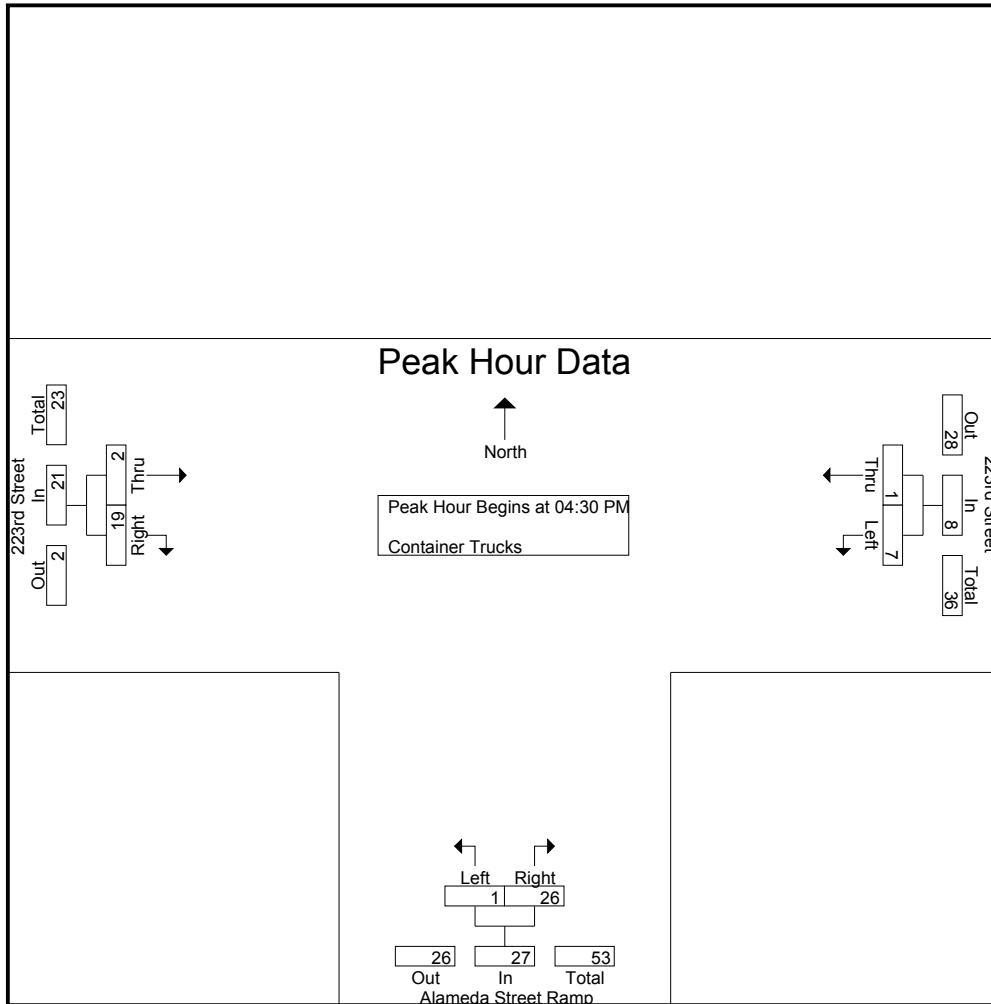 Peak Hour Data
North
Peak Hour Begins at 04:30 PM
Container Trucks
223rd Street
Total
23
In
21
Out
2
2
Thru
19
Right
Out
28
In
8
Total
36
223rd Street
Thru
1
Left
7
Left
Right
1
26
26
27
53
Out
In
Total
Alameda Street Ramp